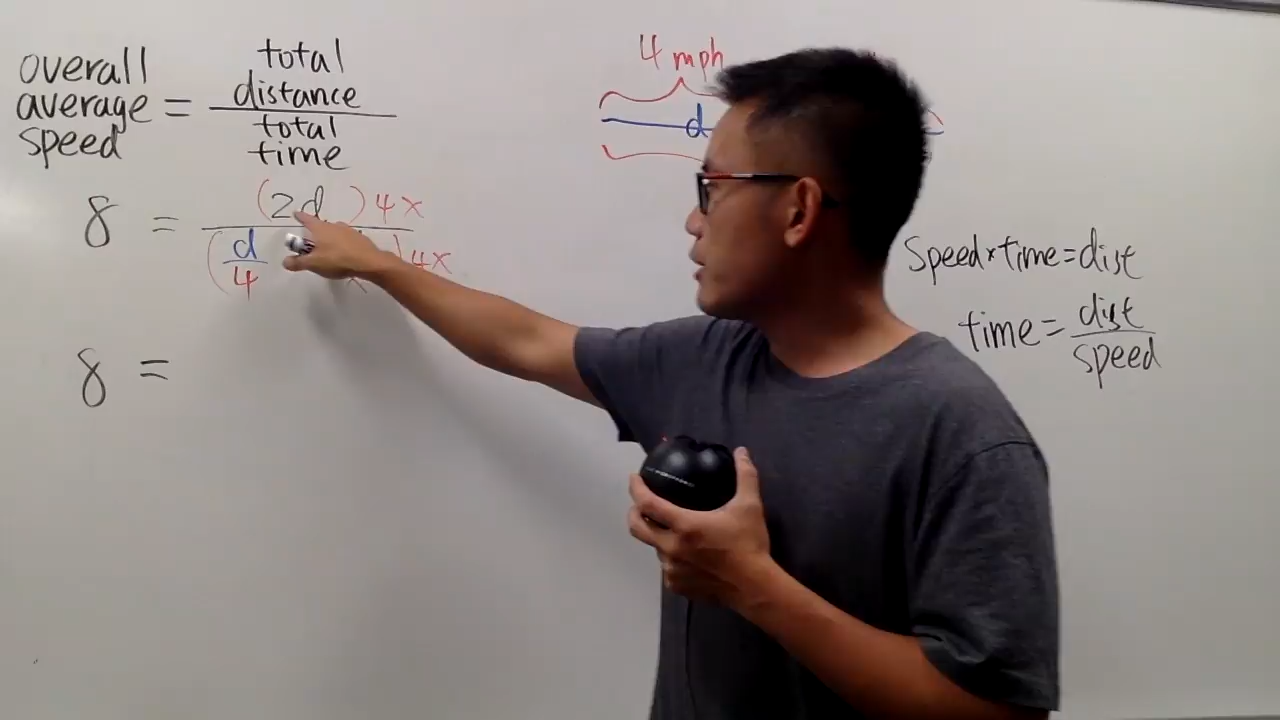 overall
average =
speed
total
distance
total
time
8 = (2d) 4x
(d
4
x) 4x
8 =
4 mph
d
Speed × time = dist
time = dist
speed